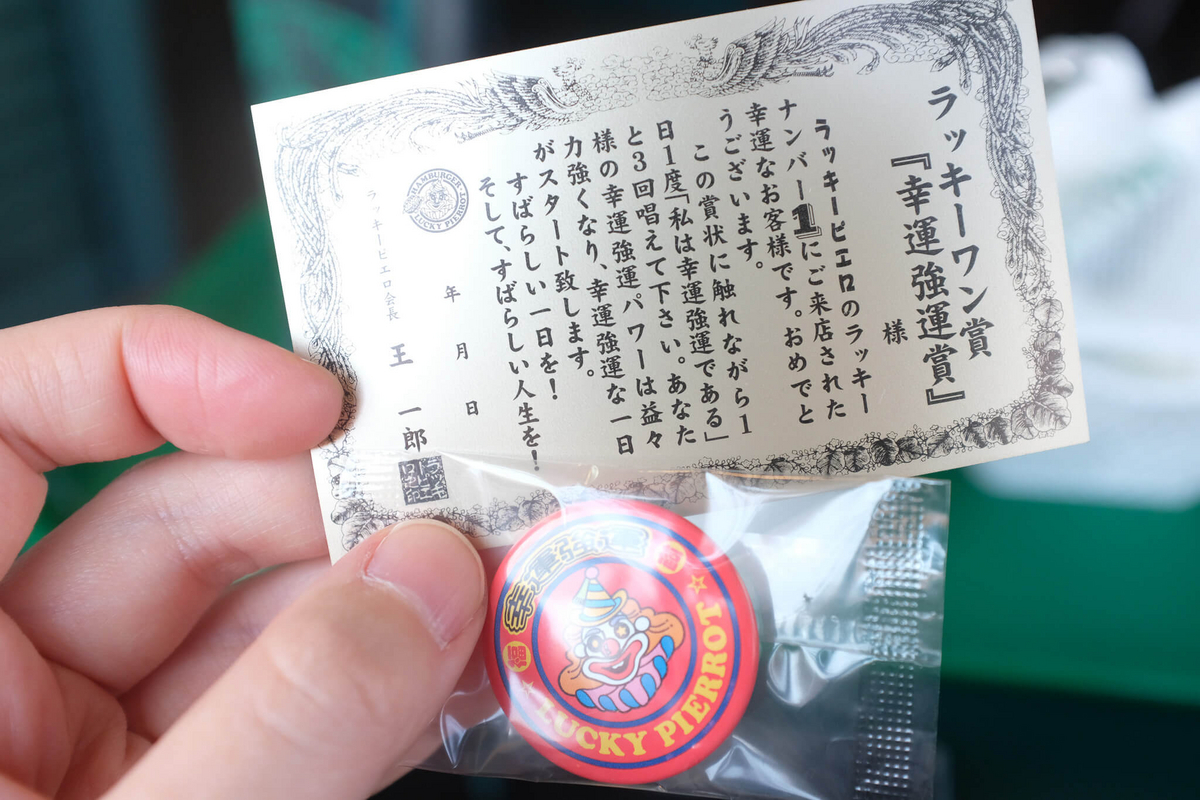 ラッキーワン賞
『幸運強運賞』
様
ラッキーピエロのラッキー
ナンバー1にご来店された
幸運なお客様です。おめでと
うございます。
この賞状に触れながら1
日1度「私は幸運強運である」
と3回唱えて下さい。あなた
様の幸運強運パワーは益々
力強くなり、幸運強運な一日
がスタート致します。
すばらしい一日を!
そして、すばらしい人生を!
年 月 日
HAMBURGER
LUCKY PIERROT
ラッキーピエロ会長 王 一郎
福 幸運強運 福
LUCKY PIERROT